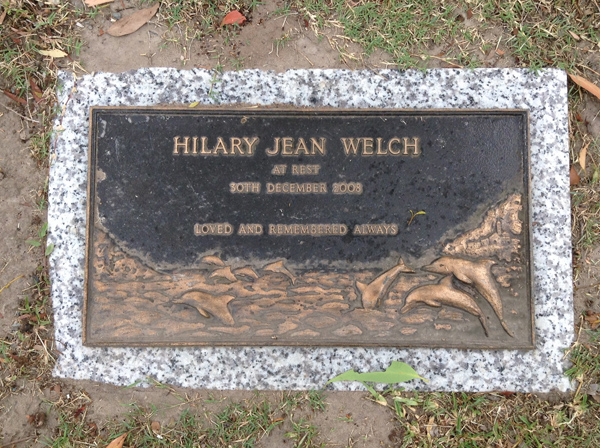 HILARY JEAN WELCH
AT REST
30TH DECEMBER 2008
LOVED AND REMEMBERED ALWAYS